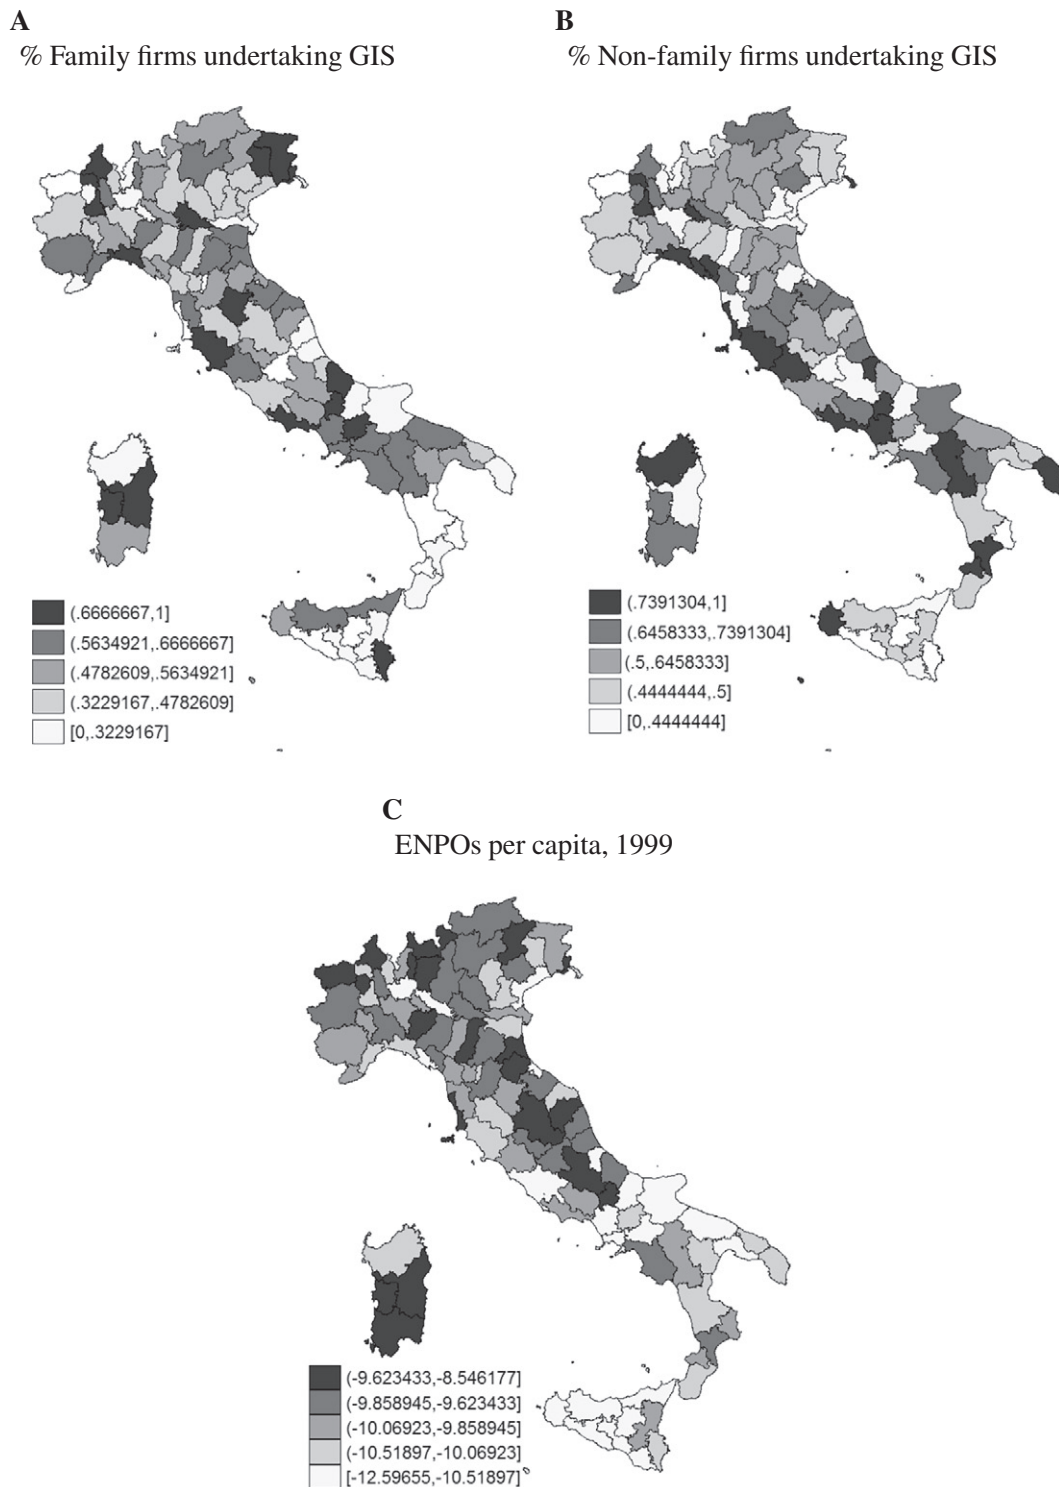 A
% Family firms undertaking GIS
(.6666667,1]
(.5634921,.6666667]
(.4782609,.5634921]
(.3229167,.4782609]
[0,.3229167]
B
% Non-family firms undertaking GIS
(.7391304,1]
(.6458333,.7391304]
(.5,.6458333]
(.4444444,.5]
[0,.4444444]
C
ENPOs per capita, 1999
(-9.623433,-8.546177]
(-9.858945,-9.623433]
(-10.06923,-9.858945]
(-10.51897,-10.06923]
[-12.59655,-10.51897]